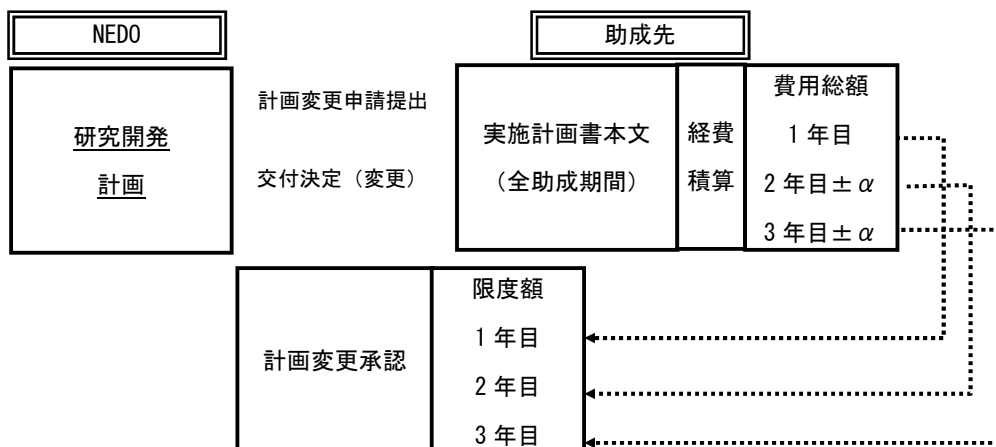 NEDO
助成先
研究開発
計画
計画変更申請提出
交付決定（変更）
実施計画書本文
（全助成期間）
経費
積算
費用総額
1 年目
2 年目±α
3 年目±α
計画変更承認
限度額
1 年目
2 年目
3 年目